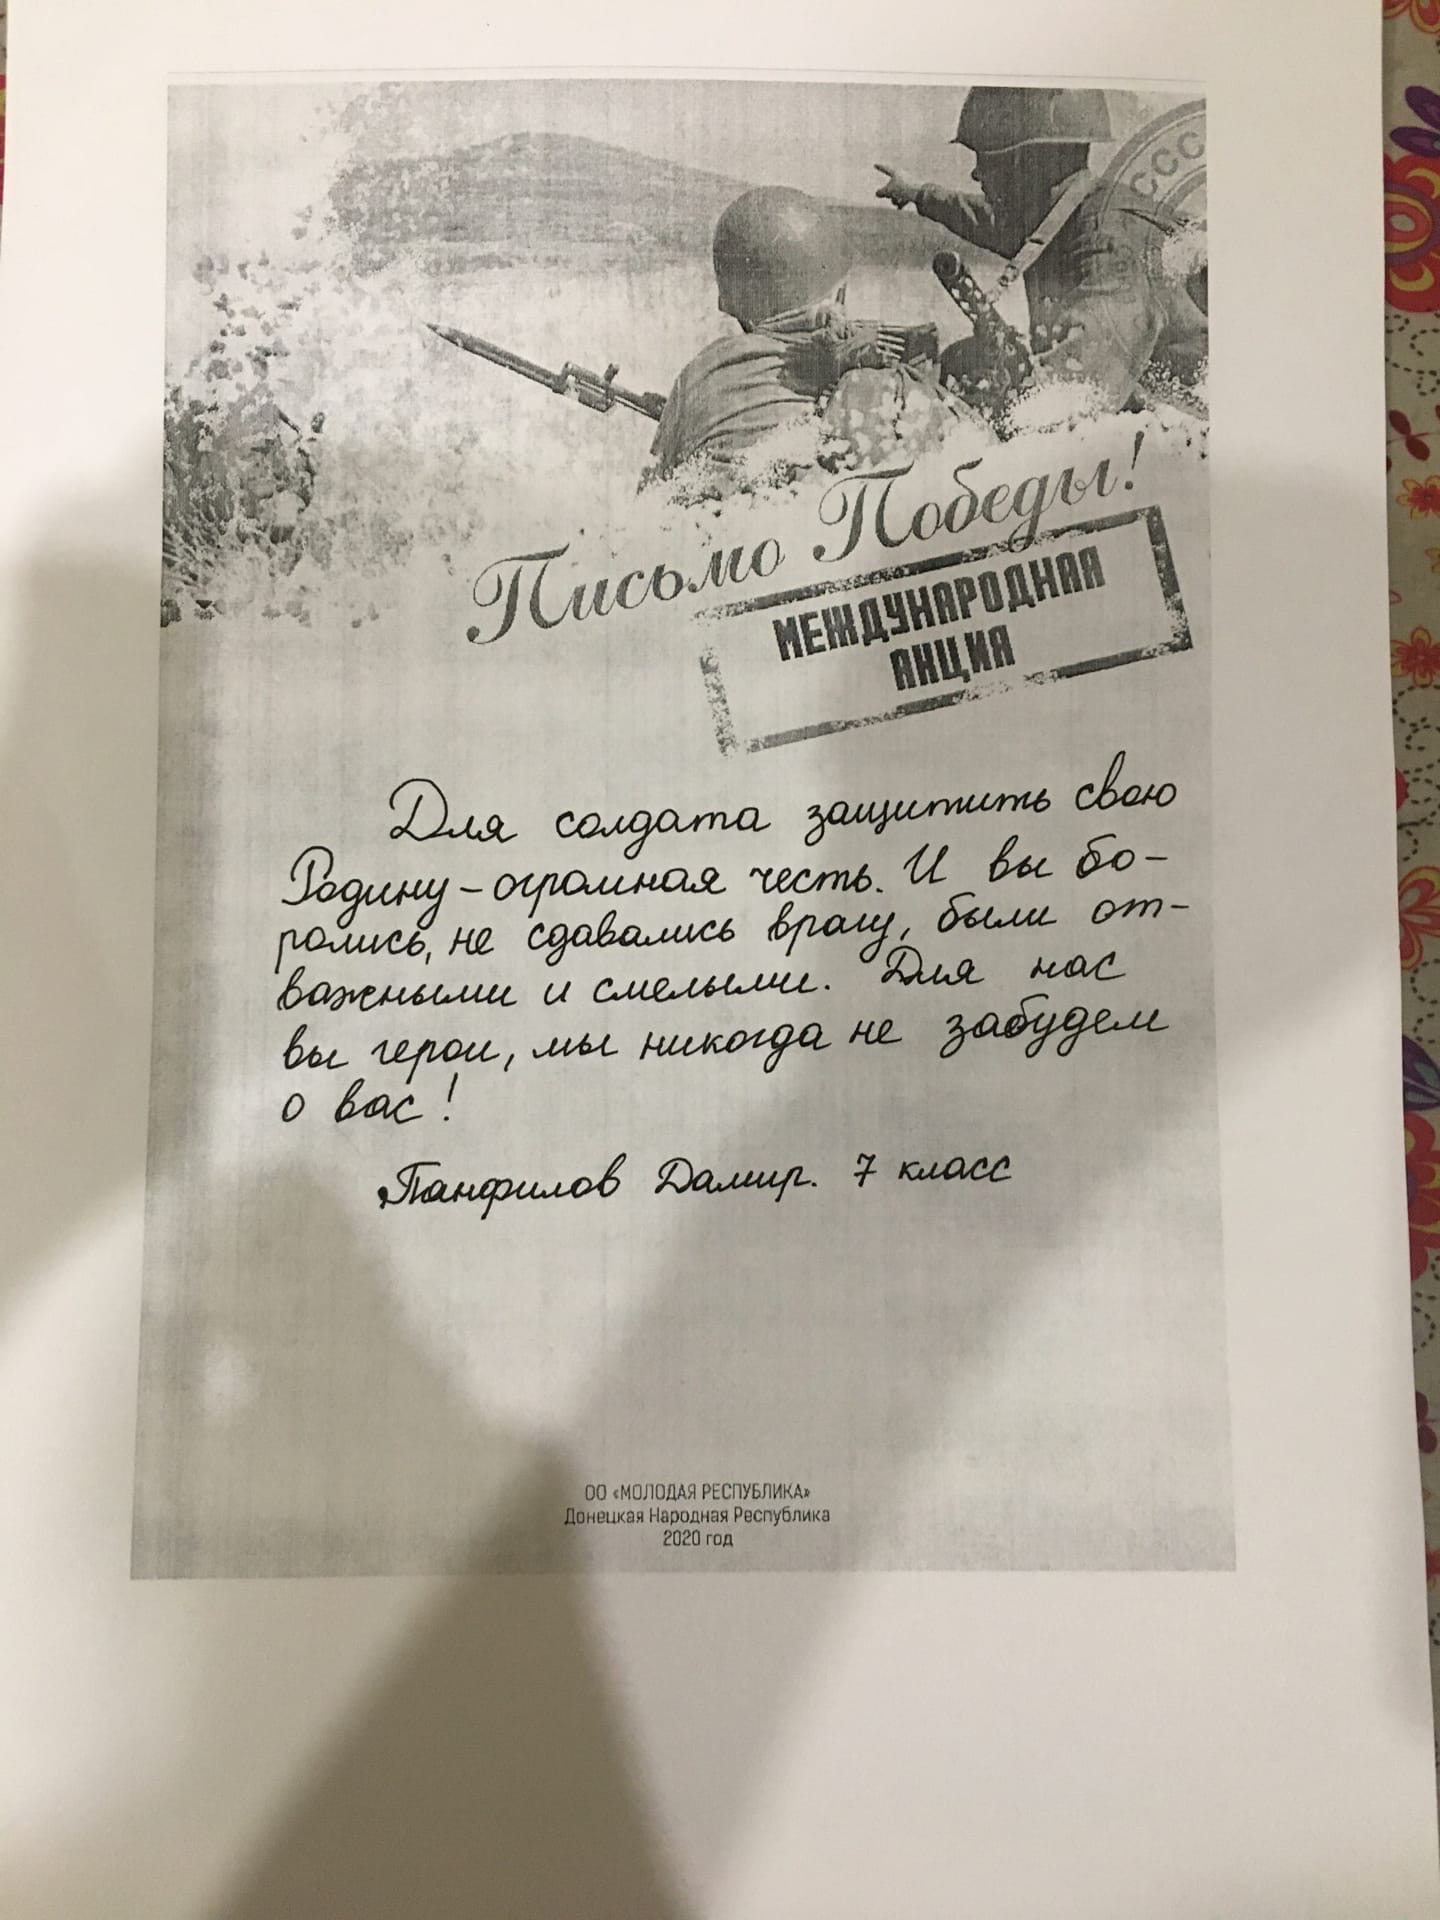 СССР
Письмо Победы!
МЕЖДУНАРОДНАЯ
АКЦИЯ
Для солдата защитить свою
Родину – огромная честь. И вы бо-
ролись, не сдавались врагу, были от-
важными и смелыми. Для нас
вы герои, мы никогда не забудем
о вас!
Панфилов Дамир. 7 класс
ОО «МОЛОДАЯ РЕСПУБЛИКА»
Донецкая Народная Республика
2020 год